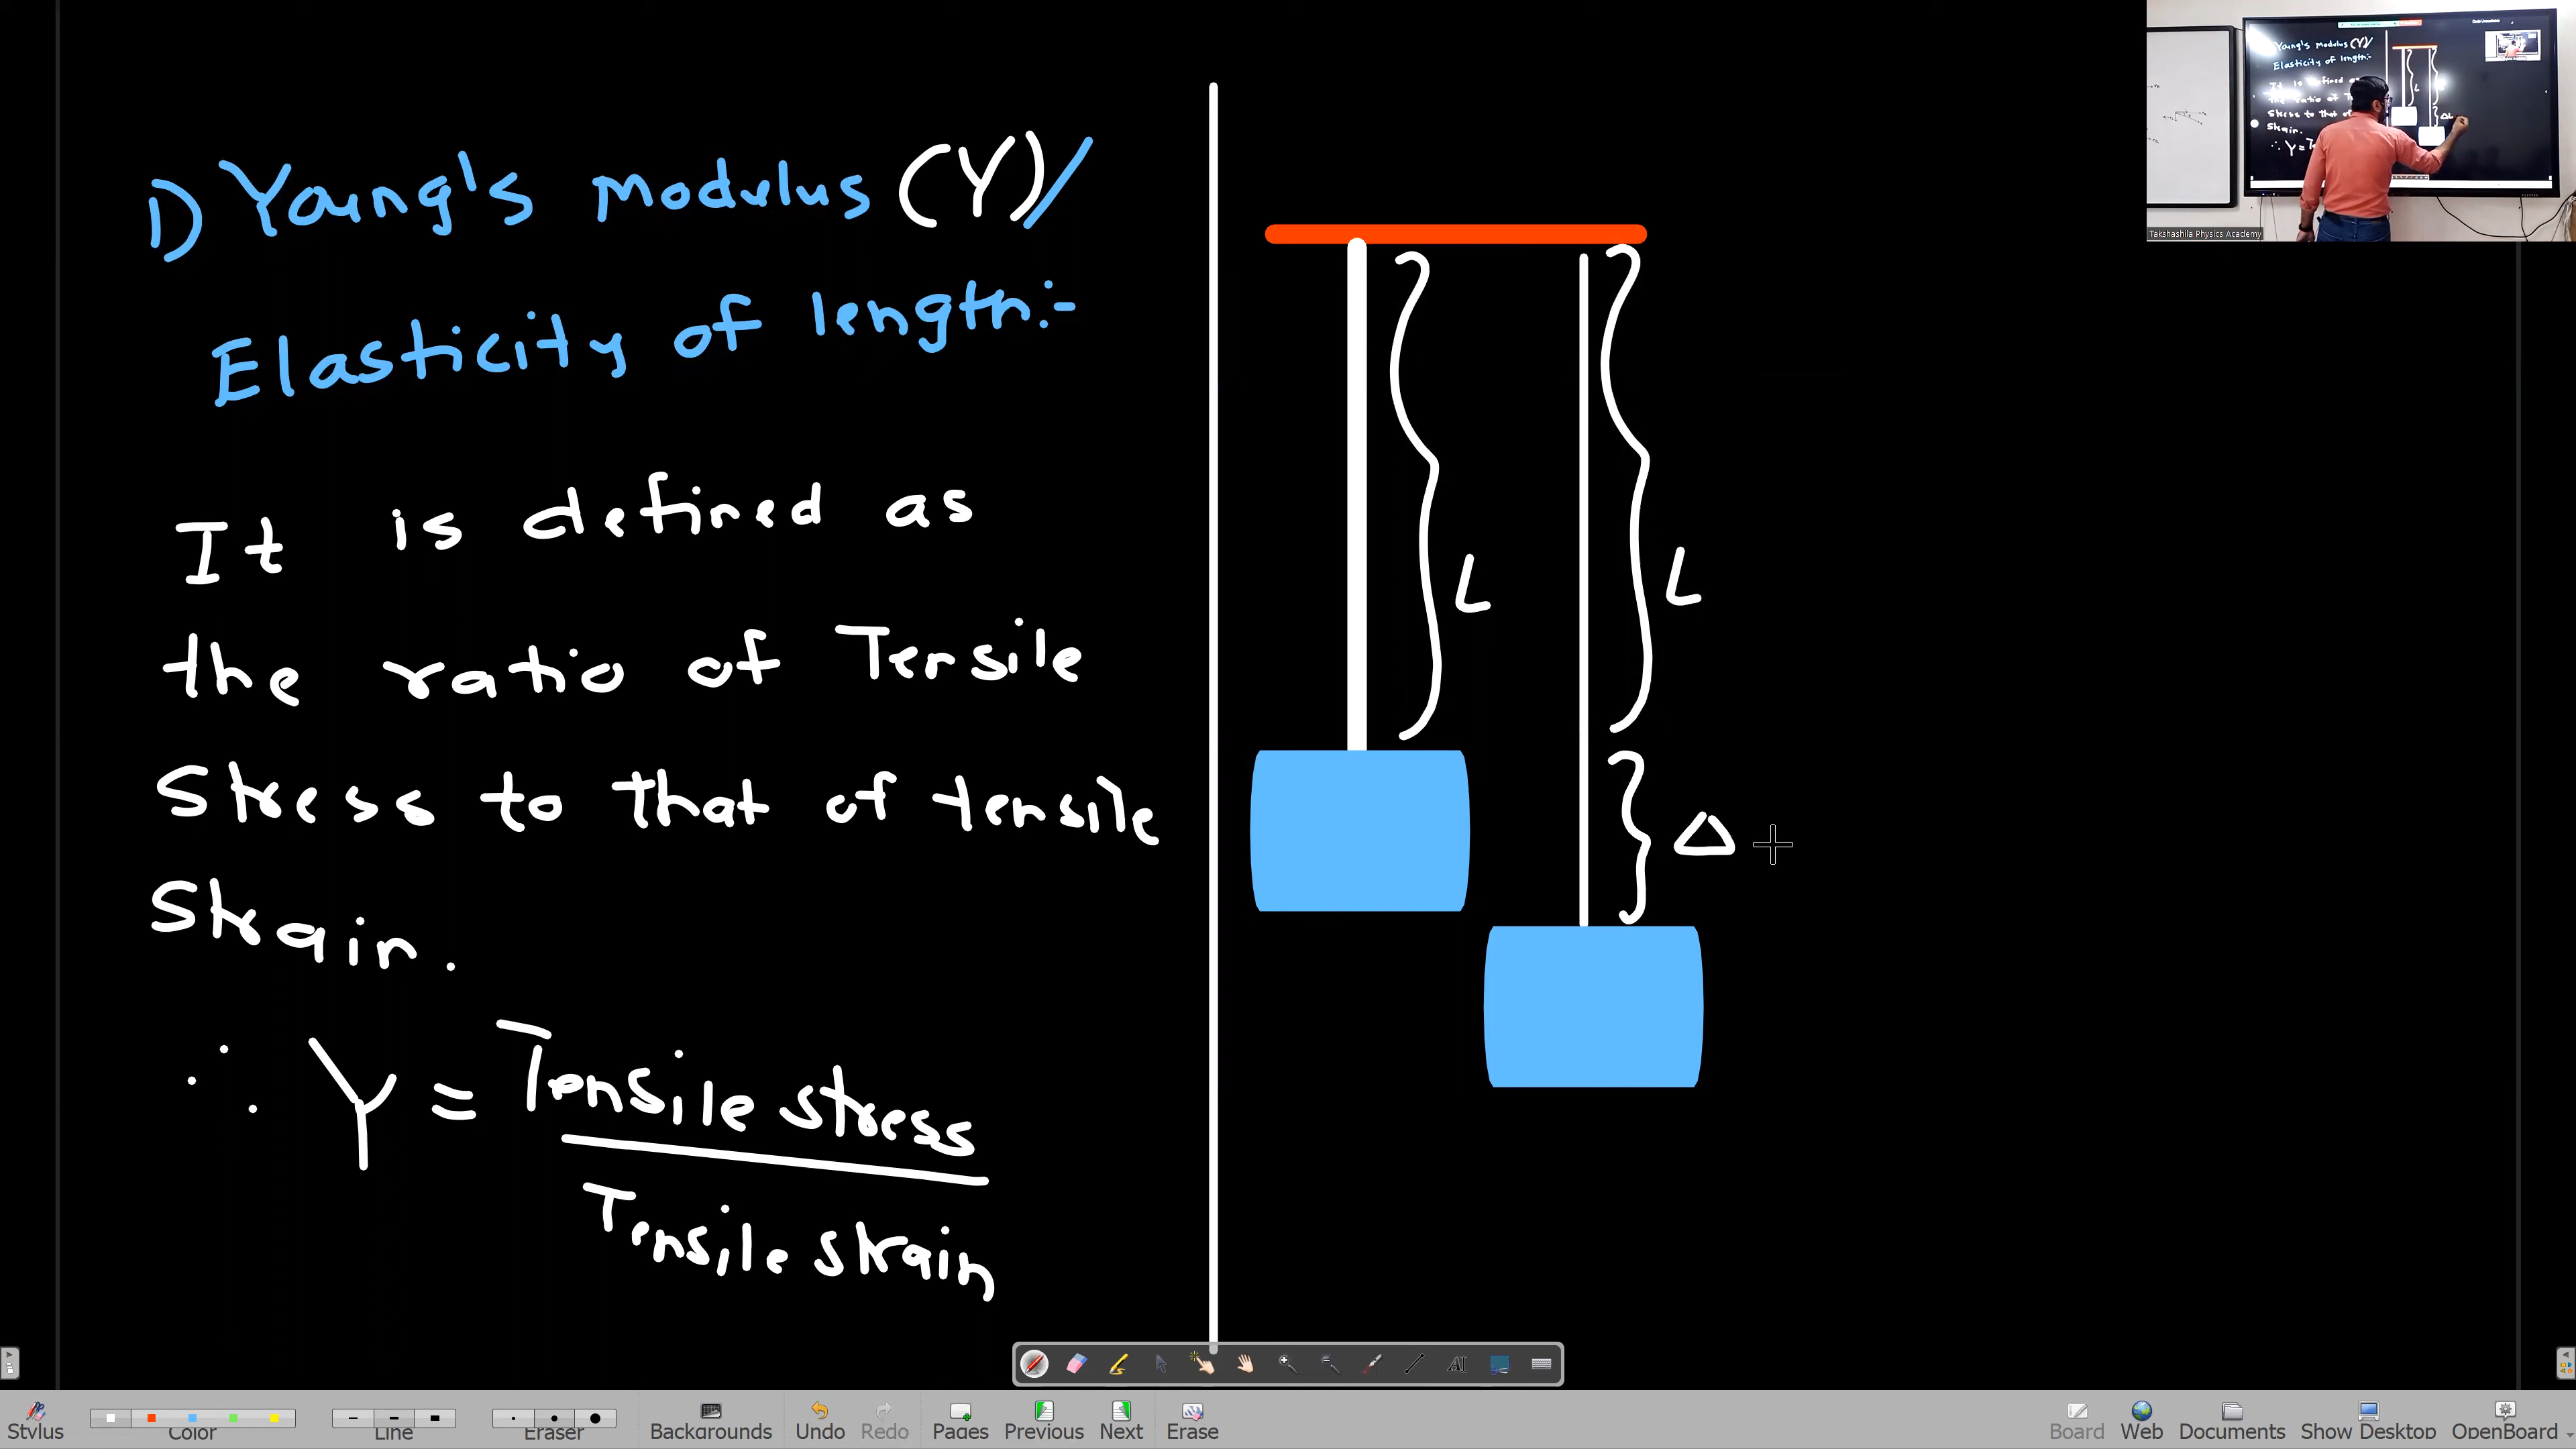 1) Young's modulus (Y)/
Elasticity of length:-
It is defined as
the ratio of Tensile
Stress to that of tensile
Strain.
∴ Y = Tensile stress
Tensile strain
L
L
Δ
Takshashila Physics Academy
Stylus
Color
Line
Eraser
Backgrounds
Undo
Redo
Pages
Previous
Next
Erase
Board
Web
Documents
Show Desktop
OpenBoard